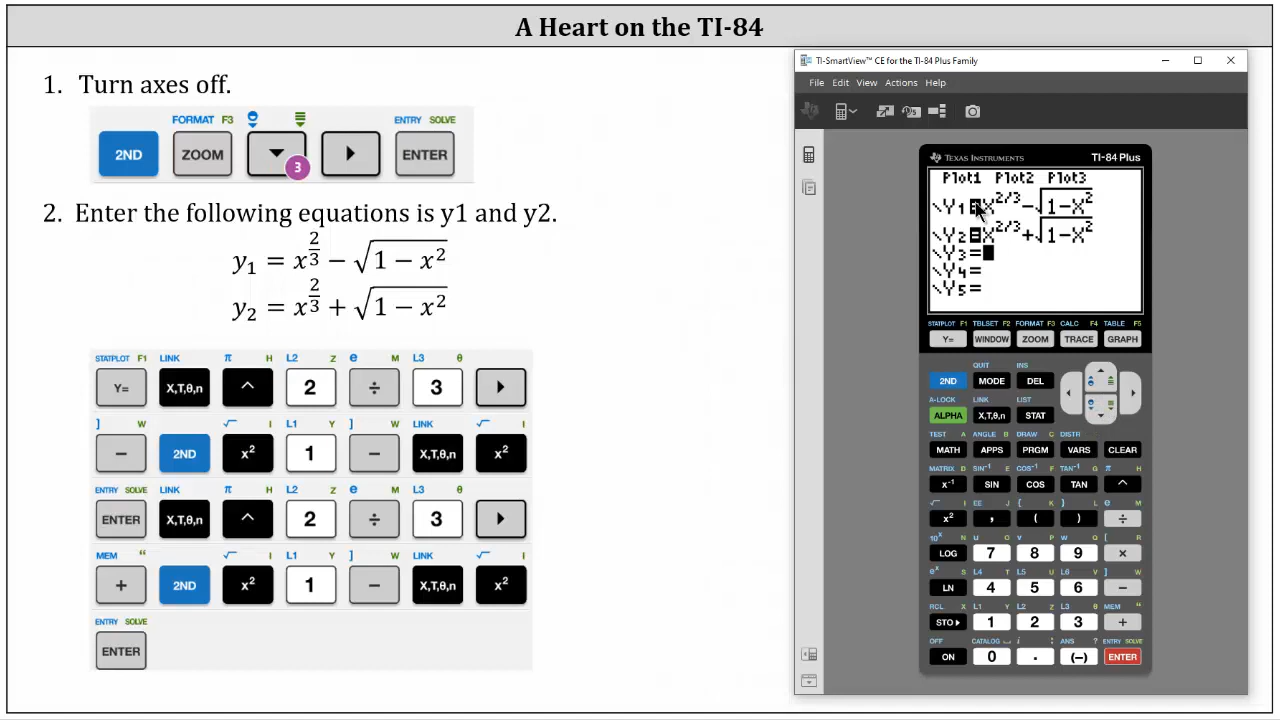 A Heart on the TI-84
1. Turn axes off.
FORMAT F3 ENTRY SOLVE
2ND ZOOM 3 ENTER
2. Enter the following equations is y1 and y2.
y₁ = x^(2/3) − √(1 − x²)
y₂ = x^(2/3) + √(1 − x²)
STATPLOT F1 LINK π H L2 Z e M L3 θ
Y= X,T,θ,n ^ 2 ÷ 3
] W √ I L1 Y ] W LINK √ I
− 2ND x² 1 − X,T,θ,n x²
ENTRY SOLVE LINK π H L2 Z e M L3 θ
ENTER X,T,θ,n ^ 2 ÷ 3
MEM “ √ I L1 Y ] W LINK √ I
+ 2ND x² 1 − X,T,θ,n x²
ENTRY SOLVE
ENTER
TI-SmartView™ CE for the TI-84 Plus Family
File Edit View Actions Help
TEXAS INSTRUMENTS TI-84 Plus
Plot1 Plot2 Plot3
\Y₁=X^2/3−√(1−X²)
\Y₂=X^2/3+√(1−X²)
\Y₃=
\Y₄=
\Y₅=
STATPLOT F1 TBLSET F2 FORMAT F3 CALC F4 TABLE F5
Y= WINDOW ZOOM TRACE GRAPH
QUIT INS
2ND MODE DEL
A-LOCK LINK LIST
ALPHA X,T,θ,n STAT
TEST A ANGLE B DRAW C DISTR
MATH APPS PRGM VARS CLEAR
MATRIX D SIN⁻¹ E COS⁻¹ F TAN⁻¹ G π H
x⁻¹ SIN COS TAN ^
√ I EE J { K } L e M
x² , ( ) ÷
10ˣ N u O v P w Q [ R
LOG 7 8 9 ×
eˣ S L4 T L5 U L6 V ] W
LN 4 5 6 −
RCL X L1 Y L2 Z L3 θ MEM “
STO▸ 1 2 3 +
OFF CATALOG ⎵ i : ANS ? ENTRY SOLVE
ON 0 . (−) ENTER